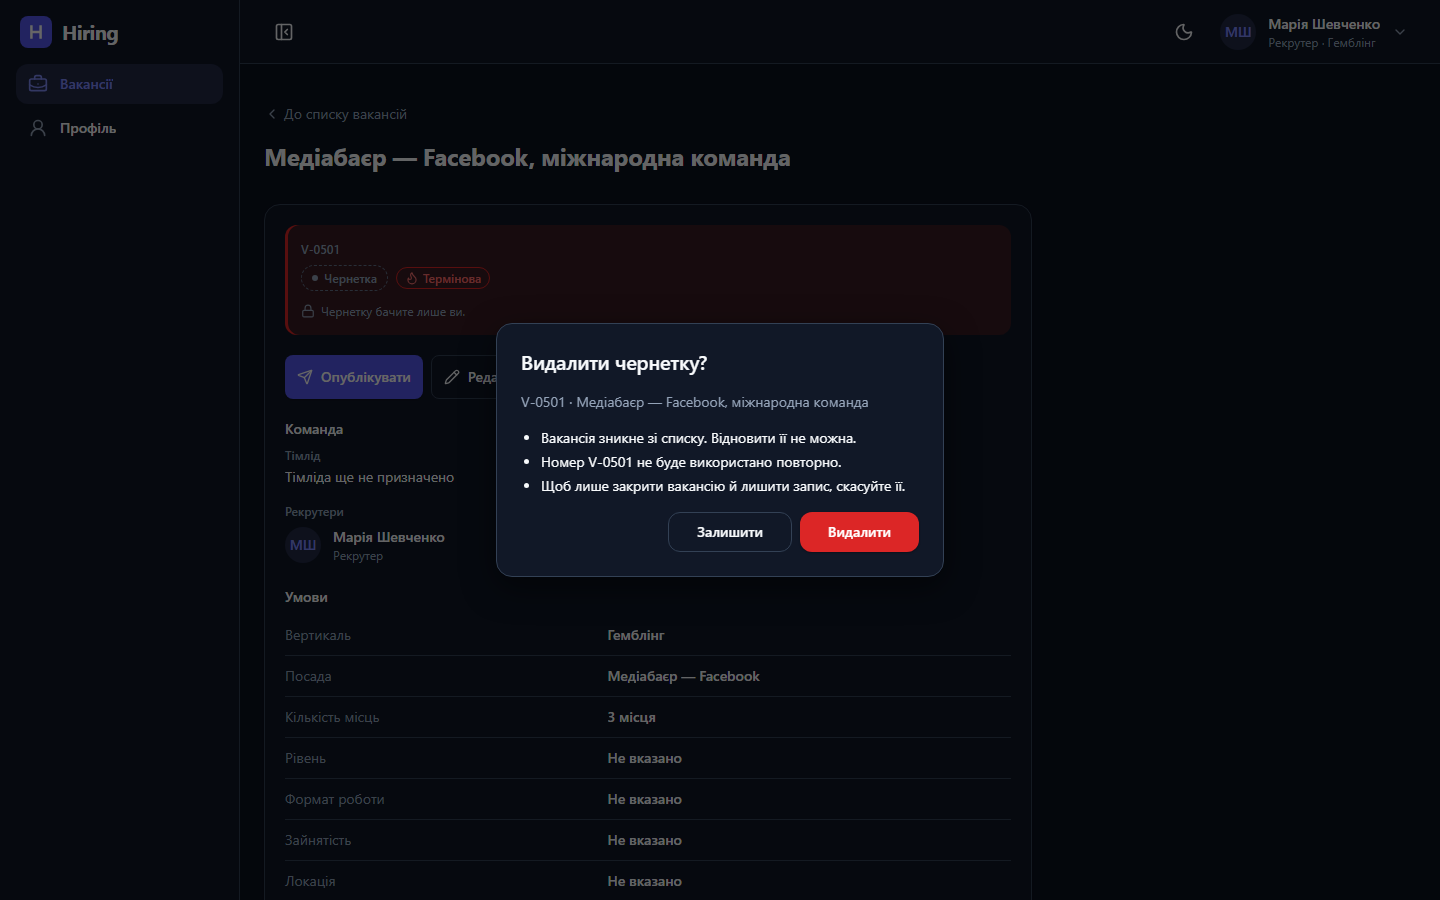 H Hiring
Вакансії
Профіль
МШ
Марія Шевченко
Рекрутер · Гемблінг
До списку вакансій
Медіабаєр — Facebook, міжнародна команда
V-0501
Чернетка
Термінова
Чернетку бачите лише ви.
Опублікувати
Реда
Видалити чернетку?
V-0501 · Медіабаєр — Facebook, міжнародна команда
Вакансія зникне зі списку. Відновити її не можна.
Номер V-0501 не буде використано повторно.
Щоб лише закрити вакансію й лишити запис, скасуйте її.
Залишити
Видалити
Команда
Тімлід
Тімліда ще не призначено
Рекрутери
МШ
Марія Шевченко
Рекрутер
Умови
Вертикаль Гемблінг
Посада Медіабаєр — Facebook
Кількість місць 3 місця
Рівень Не вказано
Формат роботи Не вказано
Зайнятість Не вказано
Локація Не вказано